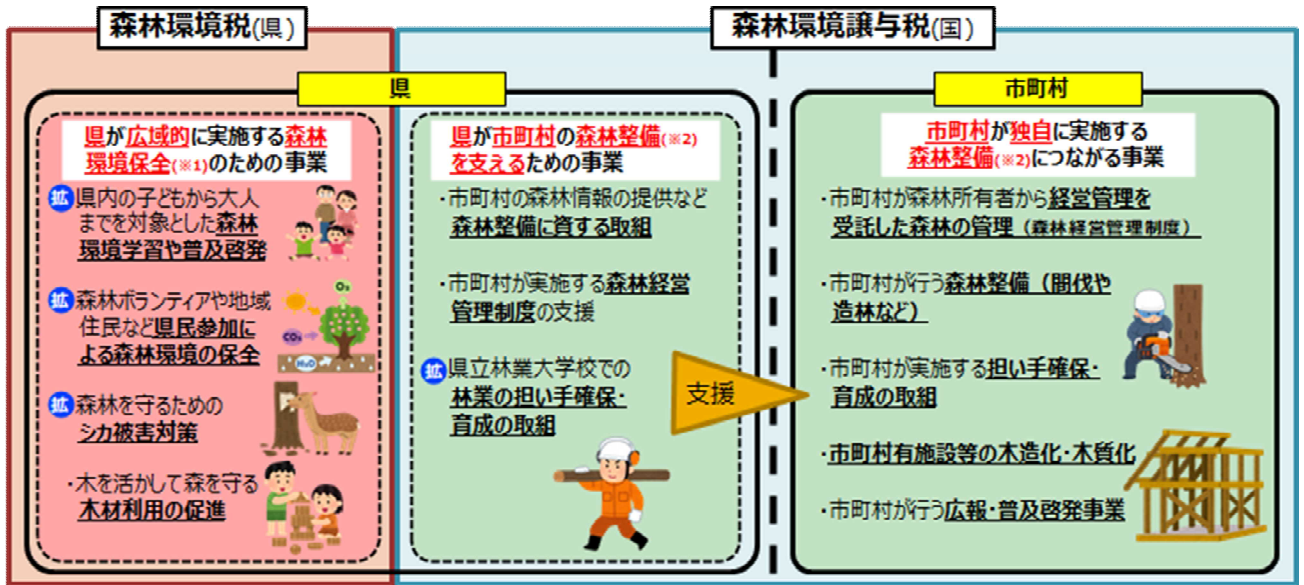 森林環境税(県)
森林環境譲与税(国)
県
市町村
県が広域的に実施する森林
環境保全(※1)のための事業
拡 県内の子どもから大人
までを対象とした森林
環境学習や普及啓発
拡 森林ボランティアや地域
住民など県民参加に
よる森林環境の保全
O₂
CO₂
H₂O
拡 森林を守るための
シカ被害対策
・木を活かして森を守る
木材利用の促進
県が市町村の森林整備(※2)
を支えるための事業
・市町村の森林情報の提供など
森林整備に資する取組
・市町村が実施する森林経営
管理制度の支援
拡 県立林業大学校での
林業の担い手確保・
育成の取組
支援
市町村が独自に実施する
森林整備(※2)につながる事業
・市町村が森林所有者から経営管理を
受託した森林の管理(森林経営管理制度)
・市町村が行う森林整備(間伐や
造林など)
・市町村が実施する担い手確保・
育成の取組
・市町村有施設等の木造化・木質化
・市町村が行う広報・普及啓発事業